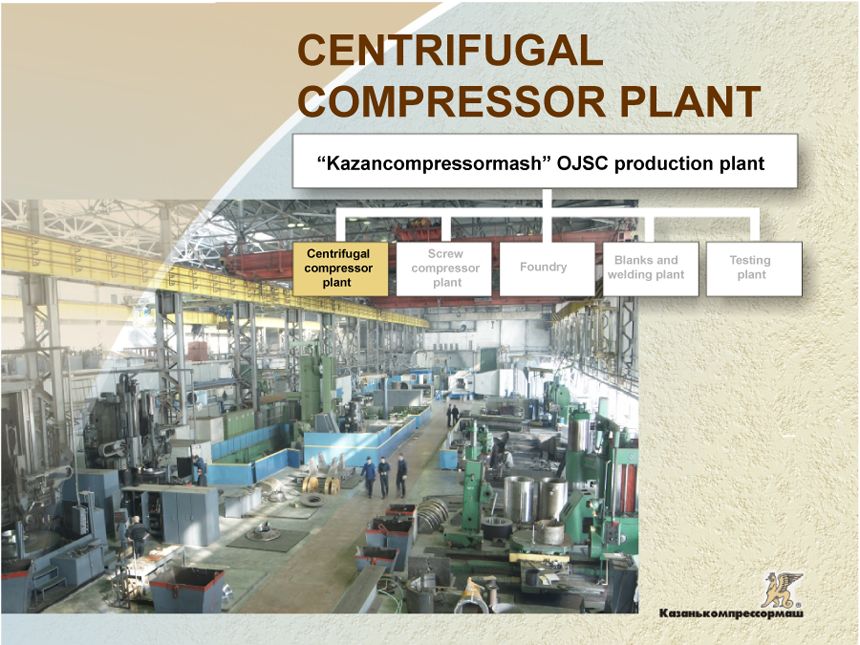 CENTRIFUGAL
COMPRESSOR PLANT
“Kazancompressormash” OJSC production plant
Centrifugal
compressor
plant
Screw
compressor
plant
Foundry
Blanks and
welding plant
Testing
plant
Казанькомпрессормаш